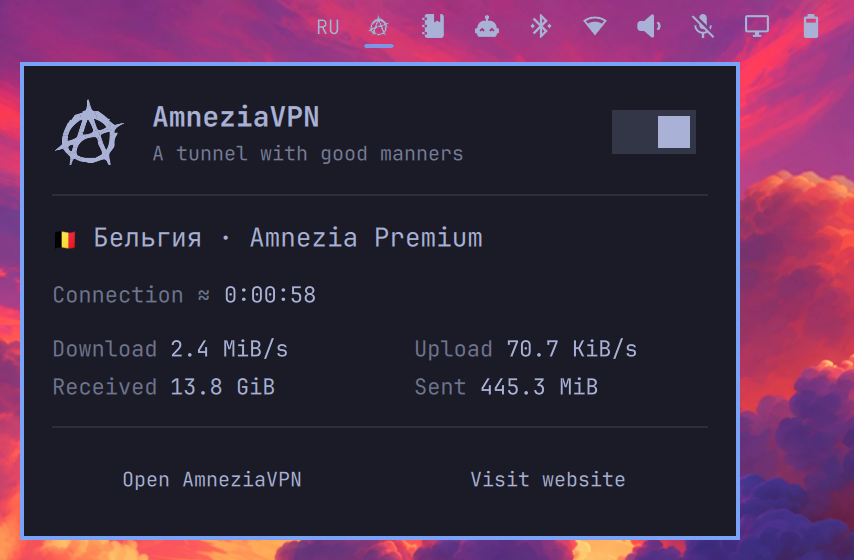 RU
AmneziaVPN
A tunnel with good manners
Бельгия · Amnezia Premium
Connection ≈ 0:00:58
Download 2.4 MiB/s Upload 70.7 KiB/s
Received 13.8 GiB Sent 445.3 MiB
Open AmneziaVPN Visit website